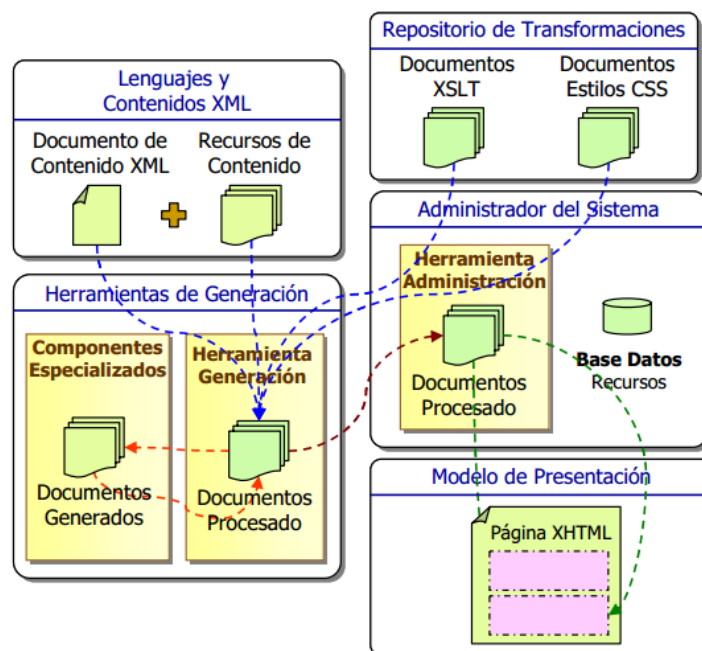 Lenguajes y
Contenidos XML
Documento de
Contenido XML
Recursos de
Contenido
Repositorio de Transformaciones
Documentos
XSLT
Documentos
Estilos CSS
Herramientas de Generación
Componentes
Especializados
Documentos
Generados
Herramienta
Generación
Documentos
Procesado
Administrador del Sistema
Herramienta
Administración
Documentos
Procesado
Base Datos
Recursos
Modelo de Presentación
Página XHTML